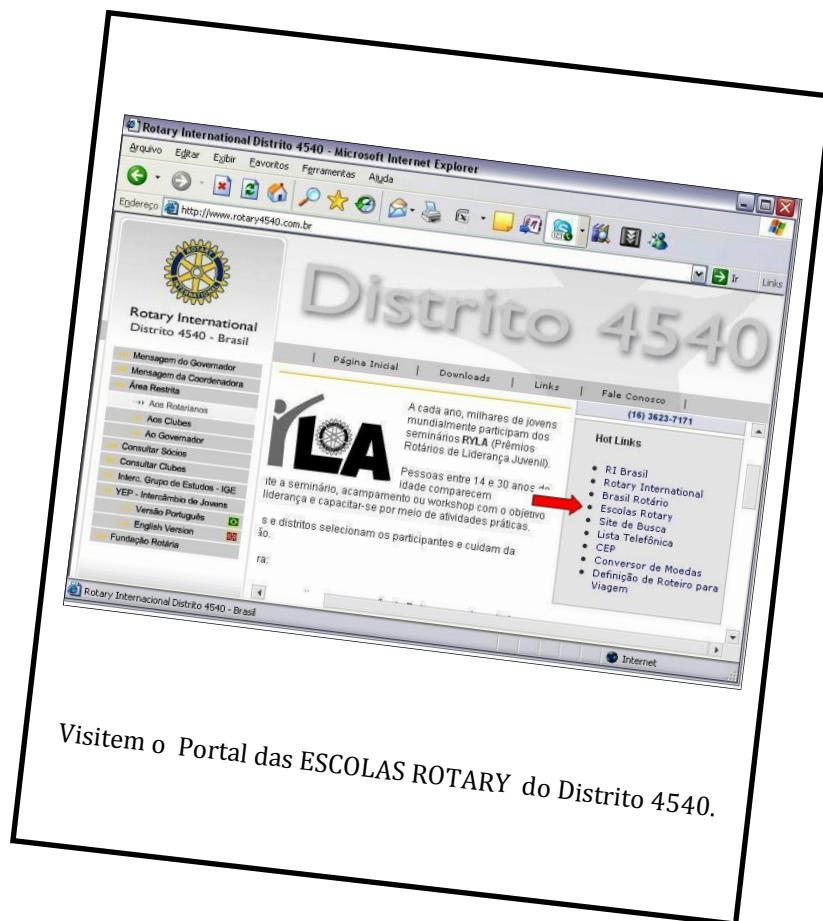 Rotary International Distrito 4540 - Microsoft Internet Explorer
Arquivo Editar Exibir Favoritos Ferramentas Ajuda
Endereço http://www.rotary4540.com.br
Ir Links
ROTARY
INTERNATIONAL
Rotary International
Distrito 4540 - Brasil
Mensagem do Governador
Mensagem da Coordenadora
Área Restrita
Aos Rotarianos
Aos Clubes
Ao Governador
Consultar Sócios
Consultar Clubes
Interc. Grupo de Estudos - IGE
YEP - Intercâmbio de Jovens
Versão Português
English Version
Fundação Rotária
Distrito 4540
| Página Inicial | Downloads | Links | Fale Conosco |
RYLA
A cada ano, milhares de jovens
mundialmente participam dos
seminários RYLA (Prêmios
Rotários de Liderança Juvenil).
Pessoas entre 14 e 30 anos de
idade comparecem
te a seminário, acampamento ou workshop com o objetivo
liderança e capacitar-se por meio de atividades práticas.
s e distritos selecionam os participantes e cuidam da
ão.
ra:
(16) 3623-7171
Hot Links
• RI Brasil
• Rotary International
• Brasil Rotário
• Escolas Rotary
• Site de Busca
• Lista Telefônica
• CEP
• Conversor de Moedas
• Definição de Roteiro para
Viagem
Rotary Internacional Distrito 4540 - Brasil
Internet
Visitem o Portal das ESCOLAS ROTARY do Distrito 4540.